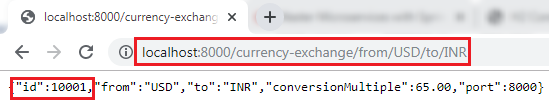 localhost:8000/currency-exchang
localhost:8000/currency-exchange/from/USD/to/INR
{"id":10001,"from":"USD","to":"INR","conversionMultiple":65.00,"port":8000}